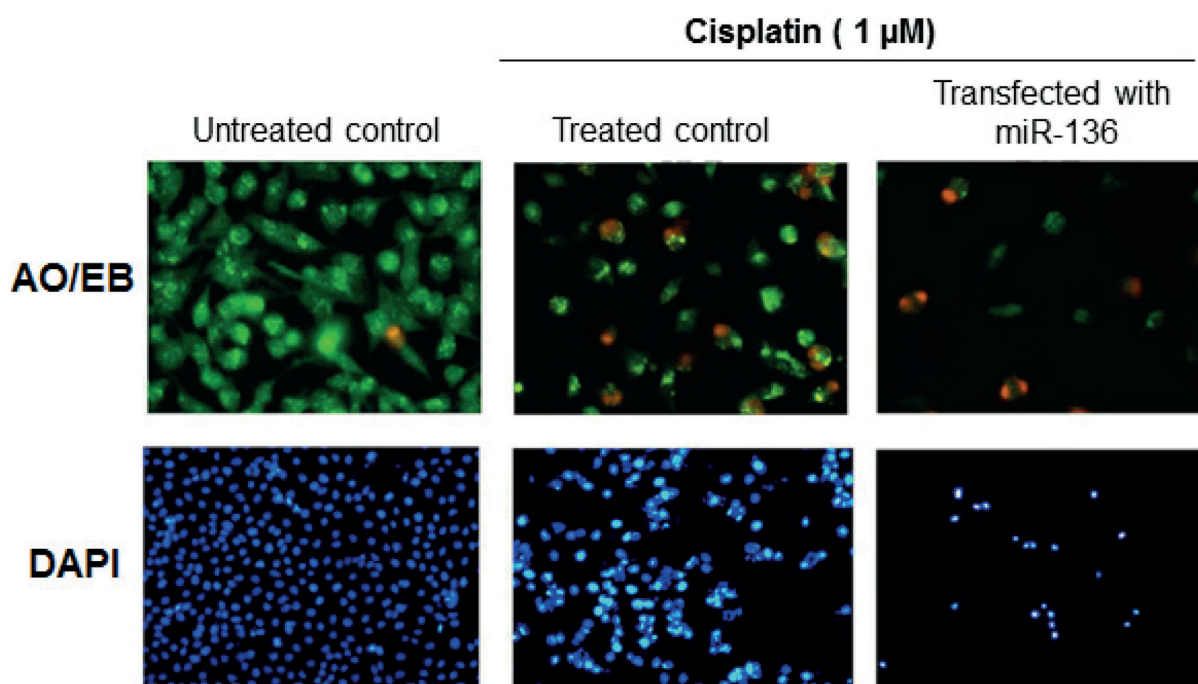 Cisplatin ( 1 µM)
Untreated control
Treated control
Transfected with
miR-136
AO/EB
DAPI